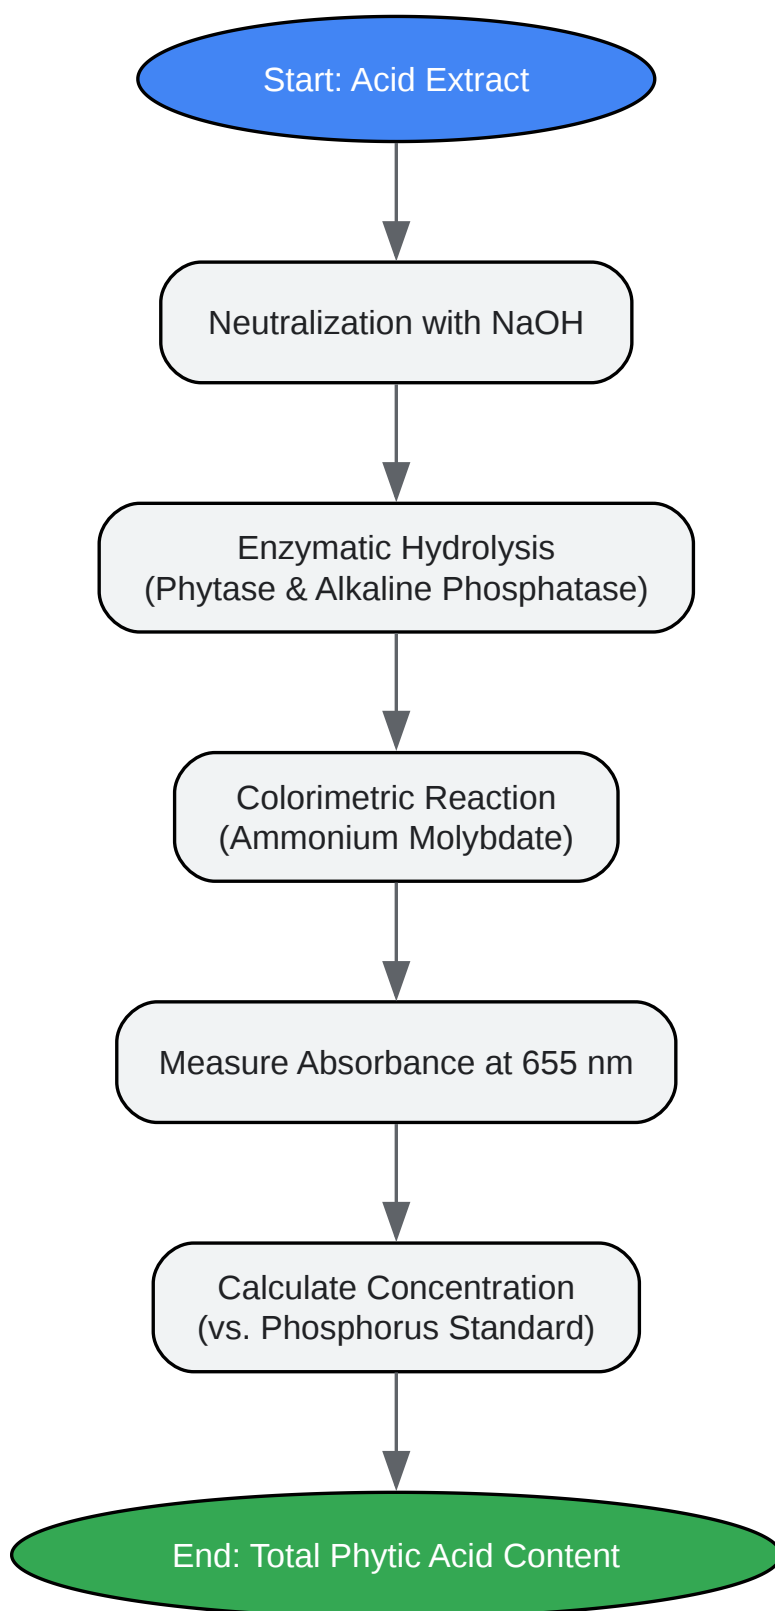 Start: Acid Extract
Neutralization with NaOH
Enzymatic Hydrolysis
(Phytase & Alkaline Phosphatase)
Colorimetric Reaction
(Ammonium Molybdate)
Measure Absorbance at 655 nm
Calculate Concentration
(vs. Phosphorus Standard)
End: Total Phytic Acid Content